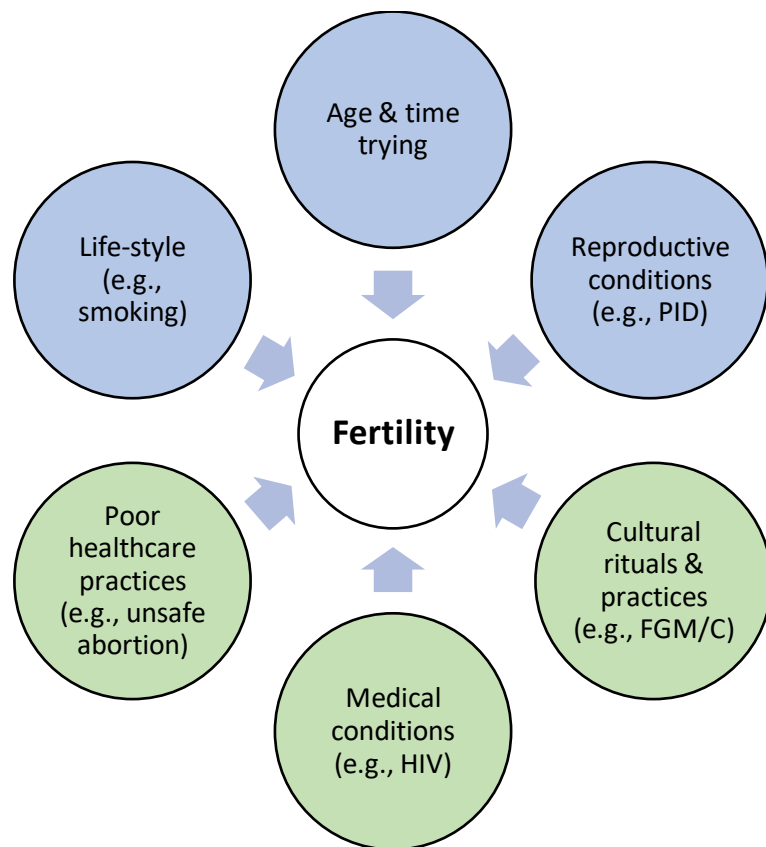 Age & time
trying
Life-style
(e.g.,
smoking)
Reproductive
conditions
(e.g., PID)
Fertility
Poor
healthcare
practices
(e.g., unsafe
abortion)
Cultural
rituals &
practices
(e.g., FGM/C)
Medical
conditions
(e.g., HIV)